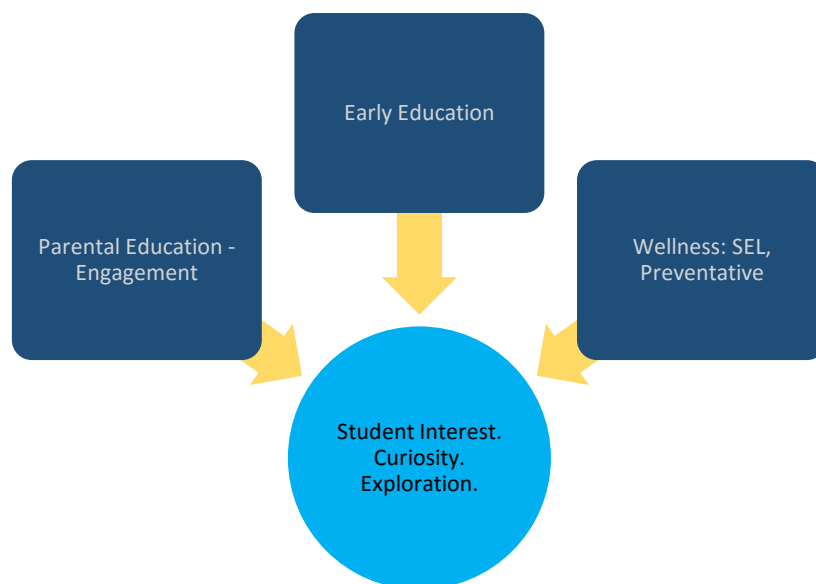 Early Education
Parental Education -
Engagement
Wellness: SEL,
Preventative
Student Interest.
Curiosity.
Exploration.